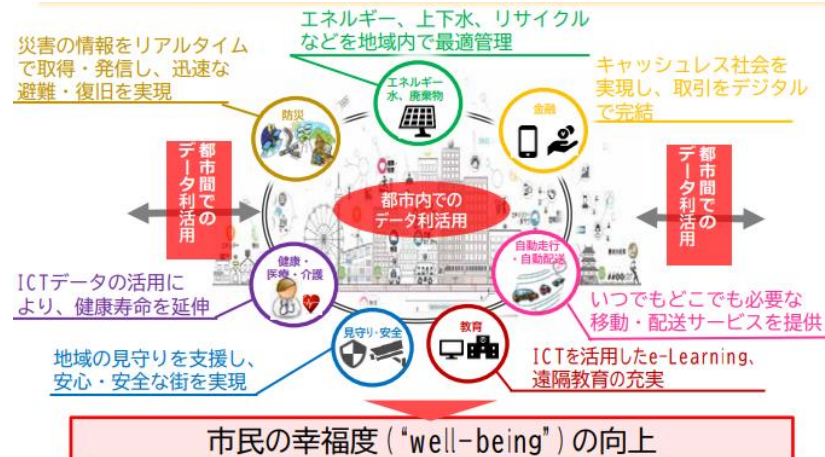 エネルギー、上下水、リサイクル
などを地域内で最適管理
災害の情報をリアルタイム
で取得・発信し、迅速な
避難・復旧を実現
キャッシュレス社会を
実現し、取引をデジタル
で完結
エネルギー
水、廃棄物
防災
金融
都市間での
データ利活用
都市内での
データ利活用
都市間での
データ利活用
健康・
医療・介護
自動走行
・自動配送
ICTデータの活用に
より、健康寿命を延伸
いつでもどこでも必要な
移動・配送サービスを提供
見守り・安全
教育
地域の見守りを支援し、
安心・安全な街を実現
ICTを活用したe-Learning、
遠隔教育の充実
市民の幸福度(“well-being”)の向上